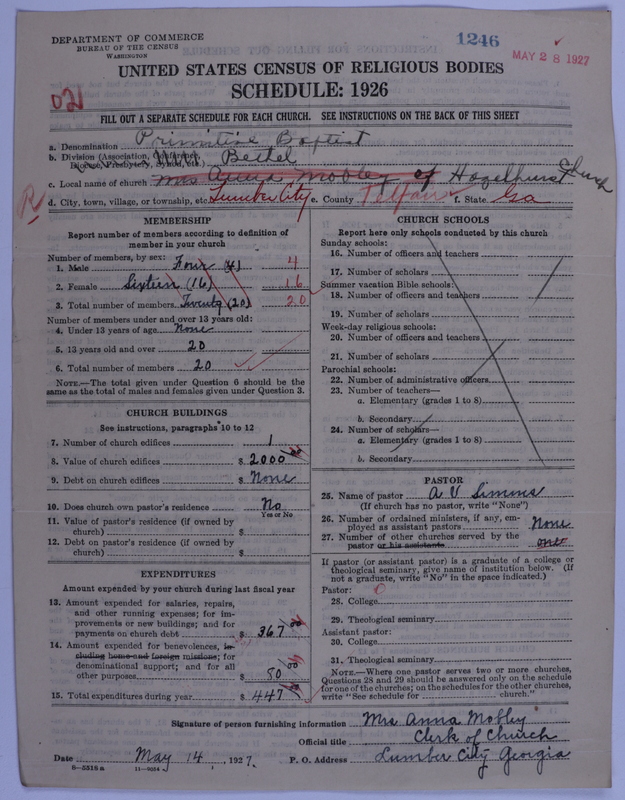 DEPARTMENT OF COMMERCE
BUREAU OF THE CENSUS
WASHINGTON
1246
MAY 28 1927
UNITED STATES CENSUS OF RELIGIOUS BODIES
SCHEDULE: 1926
021
FILL OUT A SEPARATE SCHEDULE FOR EACH CHURCH. SEE INSTRUCTIONS ON THE BACK OF THIS SHEET
a. Denomination Primitive Baptist
b. Division (Association, Conference, Diocese, Presbytery, Synod, etc.) Bethel
c. Local name of church Mrs Anna Mobley of Hazelhurst Church
d. City, town, village, or township, etc. Lumber City e. County Telfair f. State Ga
MEMBERSHIP
Report number of members according to definition of
member in your church
Number of members, by sex:
1. Male Four (4) 4
2. Female Sixteen (16) 16
3. Total number of members Twenty (20) 20
Number of members under and over 13 years old:
4. Under 13 years of age None
5. 13 years old and over 20
6. Total number of members 20
NOTE.—The total given under Question 6 should be the
same as the total of males and females given under Question 3.
CHURCH BUILDINGS
See instructions, paragraphs 10 to 12
7. Number of church edifices 1
8. Value of church edifices $ 2000 00
9. Debt on church edifices $ None
10. Does church own pastor's residence? No
Yes or No
11. Value of pastor's residence (if owned by
church) $
12. Debt on pastor's residence (if owned by
church) $
EXPENDITURES
Amount expended by your church during last fiscal year
13. Amount expended for salaries, repairs,
and other running expenses; for im-
provements or new buildings; and for
payments on church debt $ 367 00
14. Amount expended for benevolences, in-
cluding home and foreign missions; for
denominational support; and for all
other purposes $ 80 00
15. Total expenditures during year $ 447 00
CHURCH SCHOOLS
Report here only schools conducted by this church
Sunday schools:
16. Number of officers and teachers
17. Number of scholars
Summer vacation Bible schools:
18. Number of officers and teachers
19. Number of scholars
Week-day religious schools:
20. Number of officers and teachers
21. Number of scholars
Parochial schools:
22. Number of administrative officers
23. Number of teachers—
a. Elementary (grades 1 to 8)
b. Secondary
24. Number of scholars—
a. Elementary (grades 1 to 8)
b. Secondary
PASTOR
25. Name of pastor A V Simms
(If church has no pastor, write "None")
26. Number of ordained ministers, if any, em-
ployed as assistant pastors None
27. Number of other churches served by the
pastor or his assistants one
If pastor (or assistant pastor) is a graduate of a college or
theological seminary, give name of institution below. (If
not a graduate, write "No" in the space indicated.)
Pastor: 0
28. College
29. Theological seminary
Assistant pastor:
30. College
31. Theological seminary
NOTE.—Where one pastor serves two or more churches,
Questions 28 and 29 should be answered only on the schedule
for one of the churches; on the schedules for the other churches,
write "See schedule for church."
Signature of person furnishing information Mrs Anna Mobley
Official title Clerk of Church
Date May 14, 1927. P. O. Address Lumber City Georgia
8-5518 a